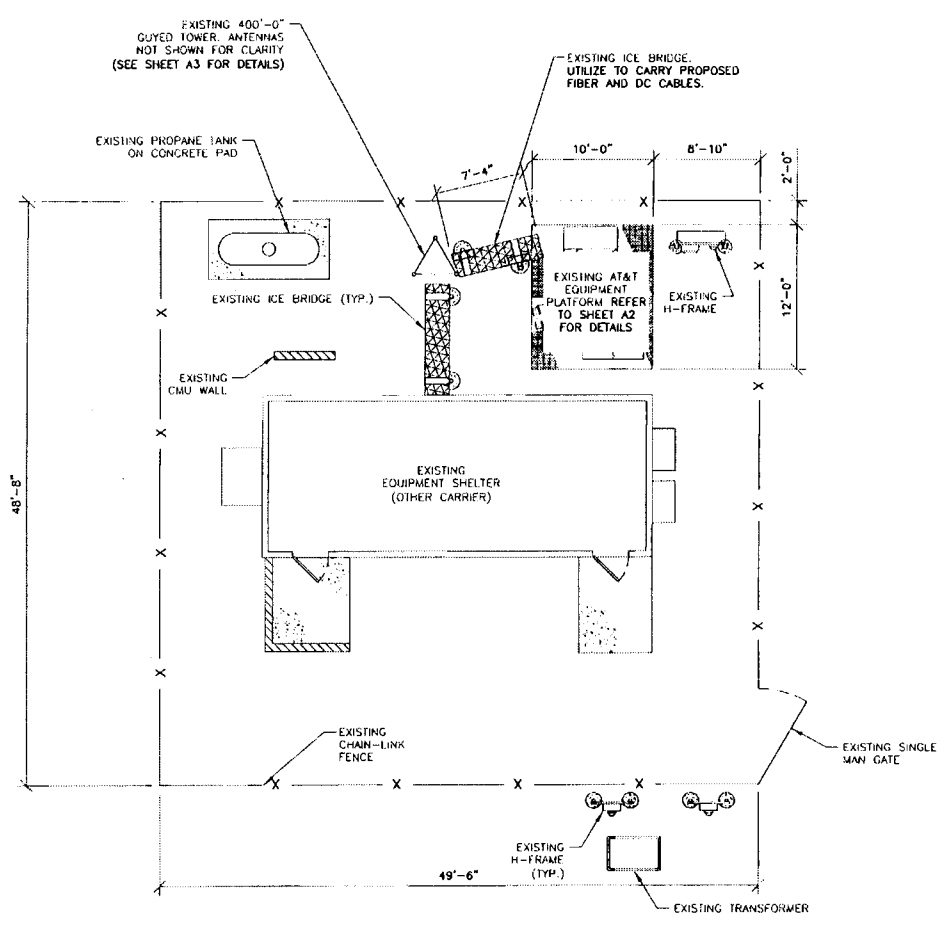 EXISTING 400'-0"
GUYED TOWER. ANTENNAS
NOT SHOWN FOR CLARITY
(SEE SHEET A3 FOR DETAILS)
EXISTING ICE BRIDGE.
UTILIZE TO CARRY PROPOSED
FIBER AND DC CABLES.
EXISTING PROPANE TANK
ON CONCRETE PAD
10'-0"
8'-10"
2'-0"
7'-4"
EXISTING ICE BRIDGE (TYP.)
EXISTING AT&T
EQUIPMENT
PLATFORM REFER
TO SHEET A2
FOR DETAILS
EXISTING
H-FRAME
12'-0"
EXISTING
CMU WALL
48'-8"
EXISTING
EQUIPMENT SHELTER
(OTHER CARRIER)
EXISTING
CHAIN-LINK
FENCE
EXISTING SINGLE
MAN GATE
EXISTING
H-FRAME
(TYP.)
49'-6"
EXISTING TRANSFORMER